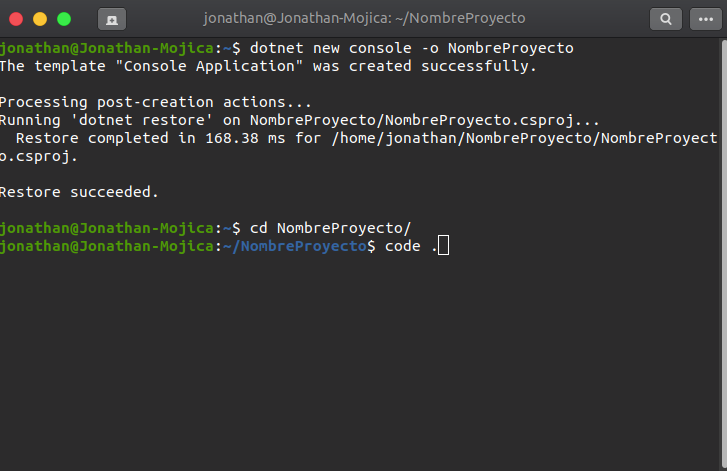 jonathan@Jonathan-Mojica: ~/NombreProyecto
jonathan@Jonathan-Mojica:~$ dotnet new console -o NombreProyecto
The template "Console Application" was created successfully.
Processing post-creation actions...
Running 'dotnet restore' on NombreProyecto/NombreProyecto.csproj...
  Restore completed in 168.38 ms for /home/jonathan/NombreProyecto/NombreProyect
o.csproj.
Restore succeeded.
jonathan@Jonathan-Mojica:~$ cd NombreProyecto/
jonathan@Jonathan-Mojica:~/NombreProyecto$ code .